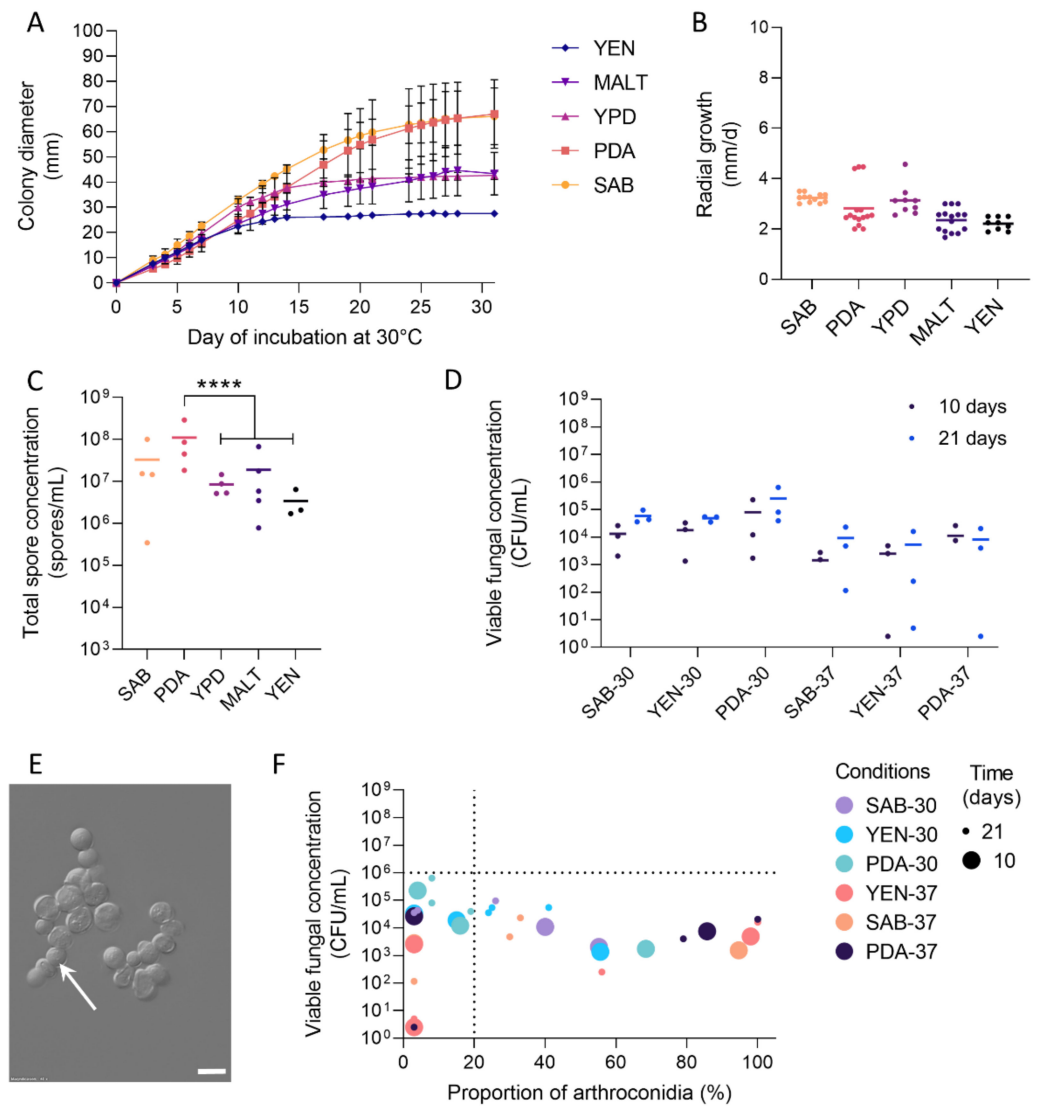 A
Colony diameter
(mm)
100
90
80
70
60
50
40
30
20
10
0
0 5 10 15 20 25 30
Day of incubation at 30°C
YEN
MALT
YPD
PDA
SAB
B
Radial growth
(mm/d)
10
8
6
4
2
0
SAB PDA YPD MALT YEN
C
Total spore concentration
(spores/mL)
10⁹
10⁸
10⁷
10⁶
10⁵
10⁴
10³
****
SAB PDA YPD MALT YEN
D
Viable fungal concentration
(CFU/mL)
10⁹
10⁸
10⁷
10⁶
10⁵
10⁴
10³
10²
10¹
10⁰
10 days
21 days
SAB-30 YEN-30 PDA-30 SAB-37 YEN-37 PDA-37
E
F
Viable fungal concentration
(CFU/mL)
10⁹
10⁸
10⁷
10⁶
10⁵
10⁴
10³
10²
10¹
10⁰
0 20 40 60 80 100
Proportion of arthroconidia (%)
Conditions
SAB-30
YEN-30
PDA-30
YEN-37
SAB-37
PDA-37
Time
(days)
21
10